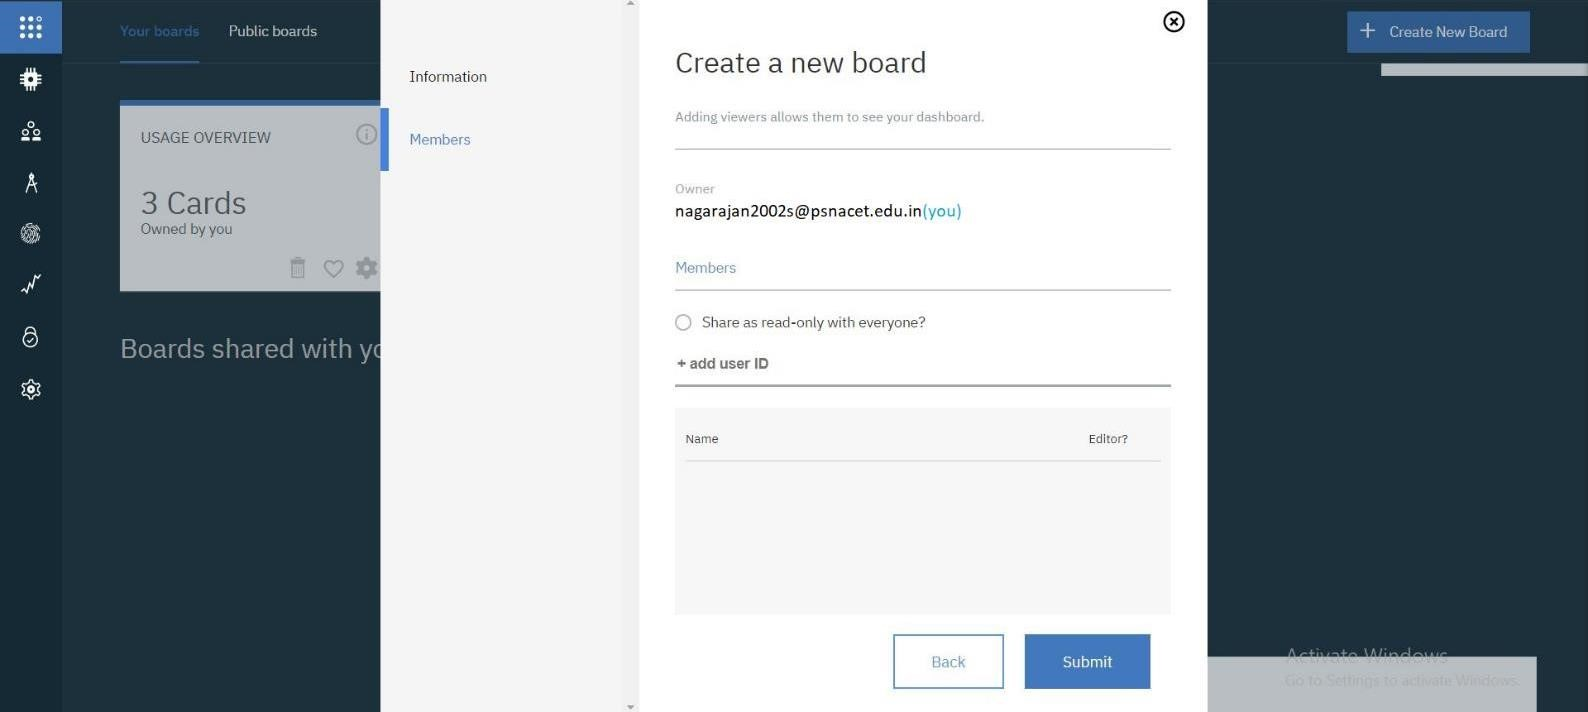 Your boards
Public boards
Create New Board
USAGE OVERVIEW
3 Cards
Owned by you
Boards shared with yo
Information
Members
Create a new board
Adding viewers allows them to see your dashboard.
Owner
nagarajan2002s@psnacet.edu.in(you)
Members
Share as read-only with everyone?
+ add user ID
Name Editor?
Back
Submit
Activate Windows
Go to Settings to activate Windows.